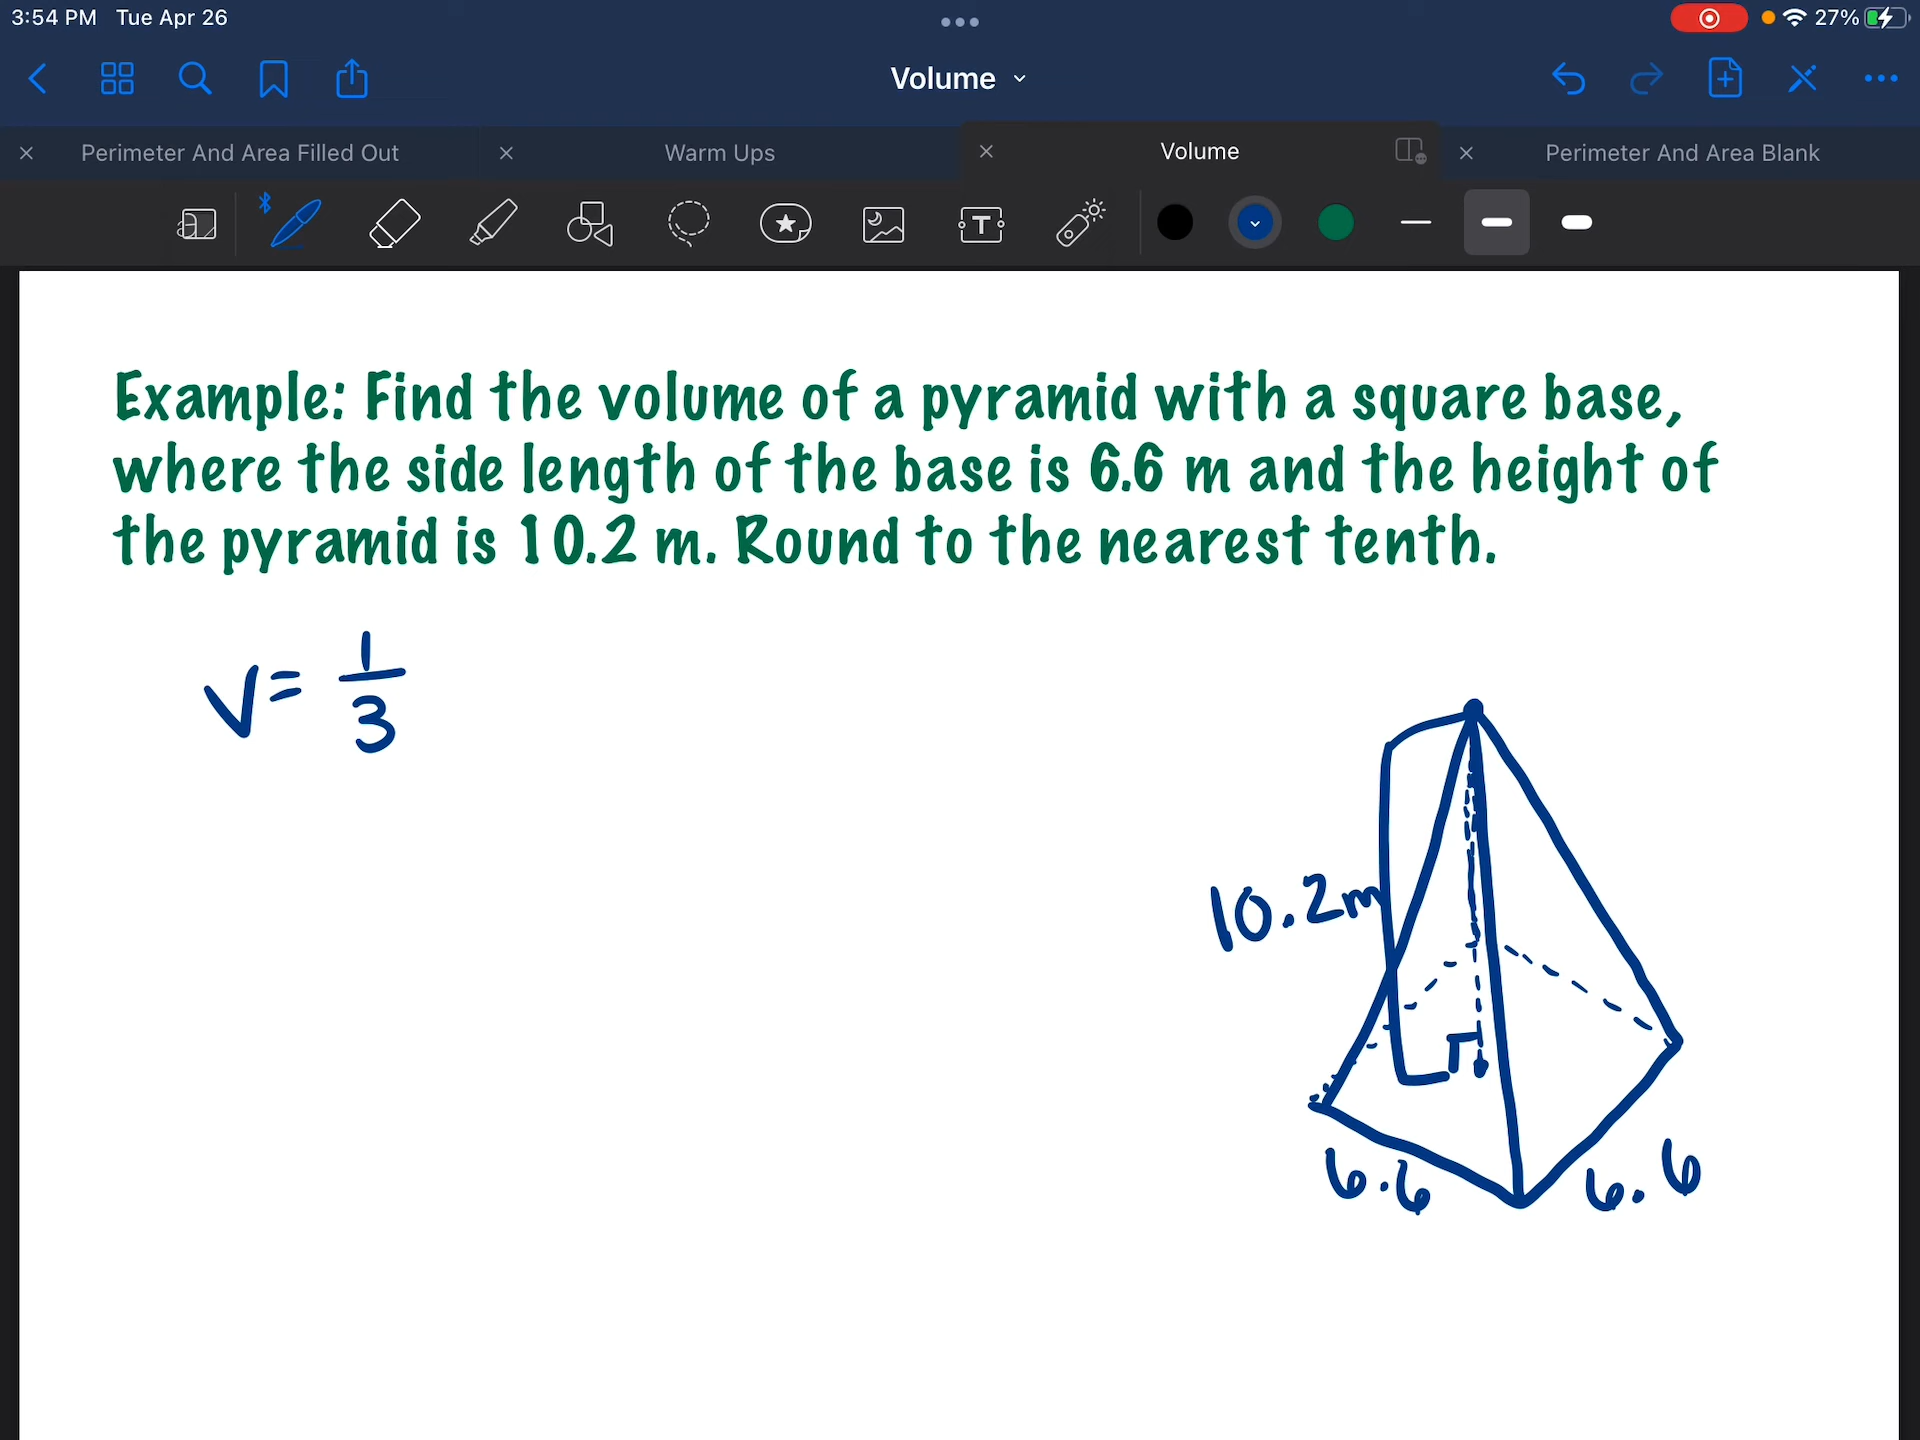 3:54 PM Tue Apr 26
27%
Volume
Perimeter And Area Filled Out
Warm Ups
Volume
Perimeter And Area Blank
Example: Find the volume of a pyramid with a square base,
where the side length of the base is 6.6 m and the height of
the pyramid is 10.2 m. Round to the nearest tenth.
V= 1/3
10.2m
6.6
6.6